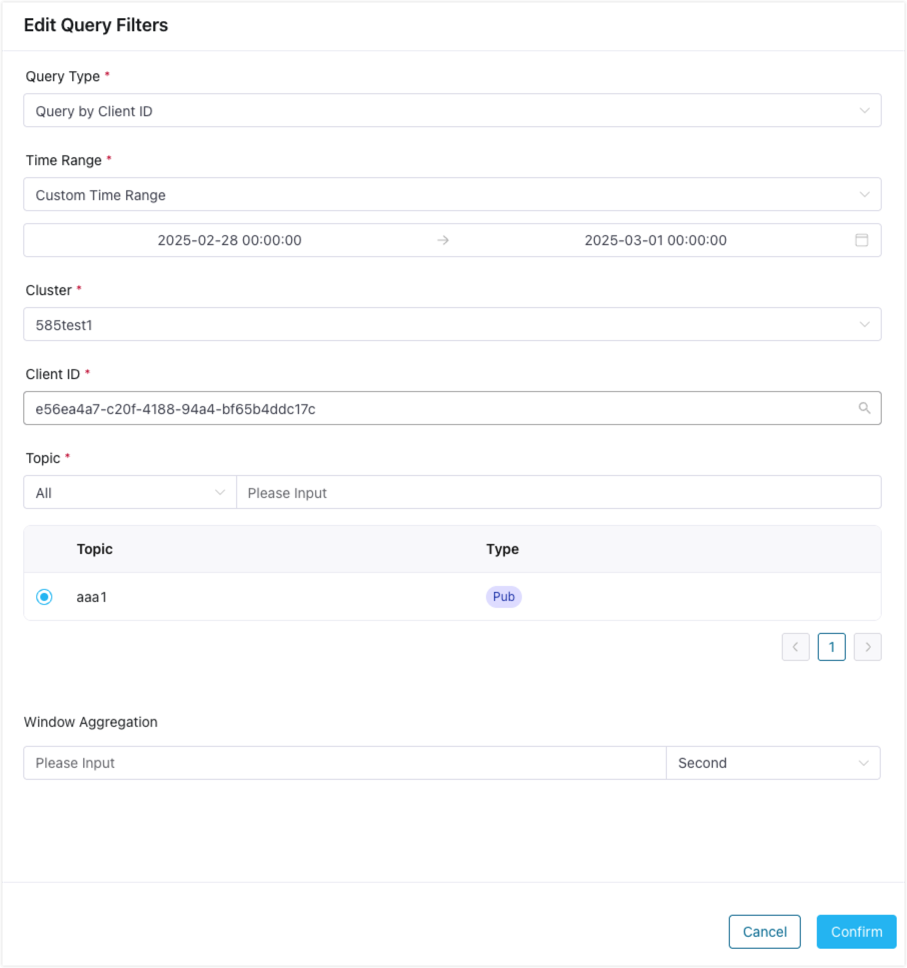 Edit Query Filters
Query Type *
Query by Client ID
Time Range *
Custom Time Range
2025-02-28 00:00:00 → 2025-03-01 00:00:00
Cluster *
585test1
Client ID *
e56ea4a7-c20f-4188-94a4-bf65b4ddc17c
Topic *
All Please Input
Topic Type
aaa1 Pub
< 1 >
Window Aggregation
Please Input Second
Cancel Confirm